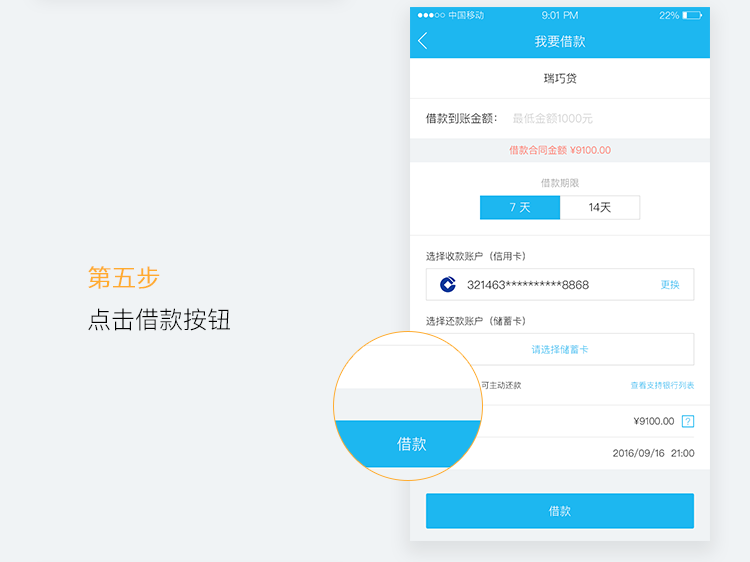 第五步
点击借款按钮
中国移动 9:01 PM 22%
我要借款
瑞巧贷
借款到账金额： 最低金额1000元
借款合同金额 ¥9100.00
借款期限
7 天 14天
选择收款账户（信用卡）
321463**********8868 更换
选择还款账户（储蓄卡）
请选择储蓄卡
可主动还款 查看支持银行列表
¥9100.00 ?
2016/09/16 21:00
借款
借款